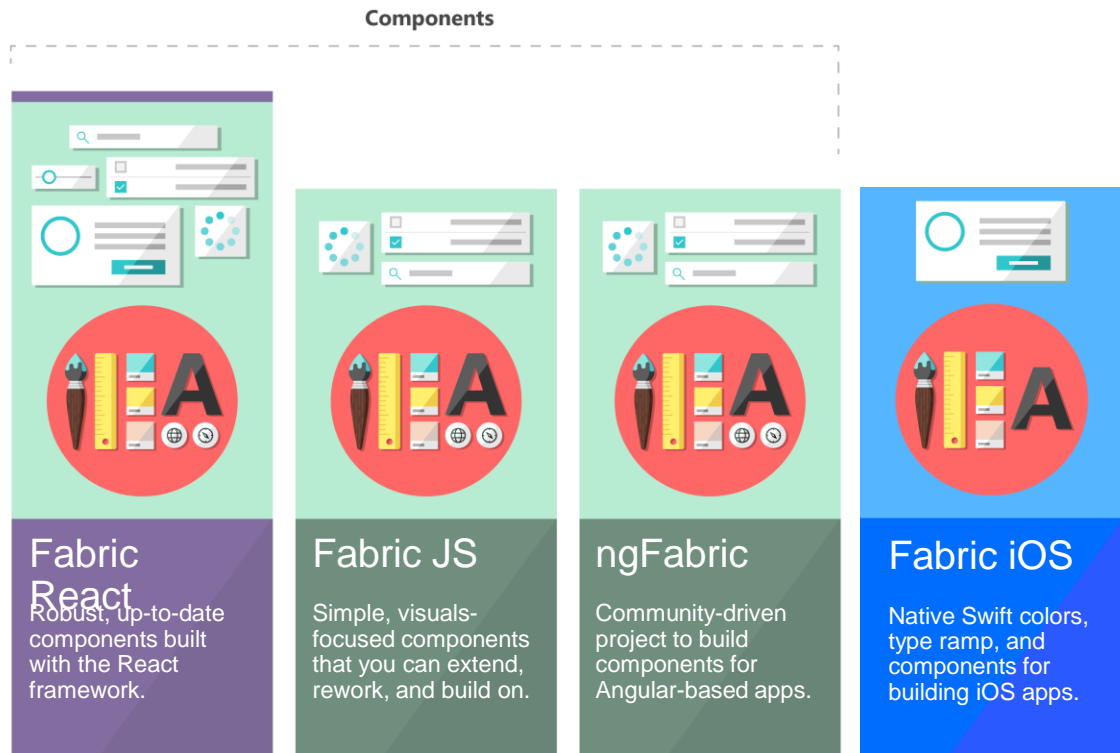 Components
Fabric
React
Robust, up-to-date
components built
with the React
framework.
Fabric JS
Simple, visuals-
focused components
that you can extend,
rework, and build on.
ngFabric
Community-driven
project to build
components for
Angular-based apps.
Fabric iOS
Native Swift colors,
type ramp, and
components for
building iOS apps.